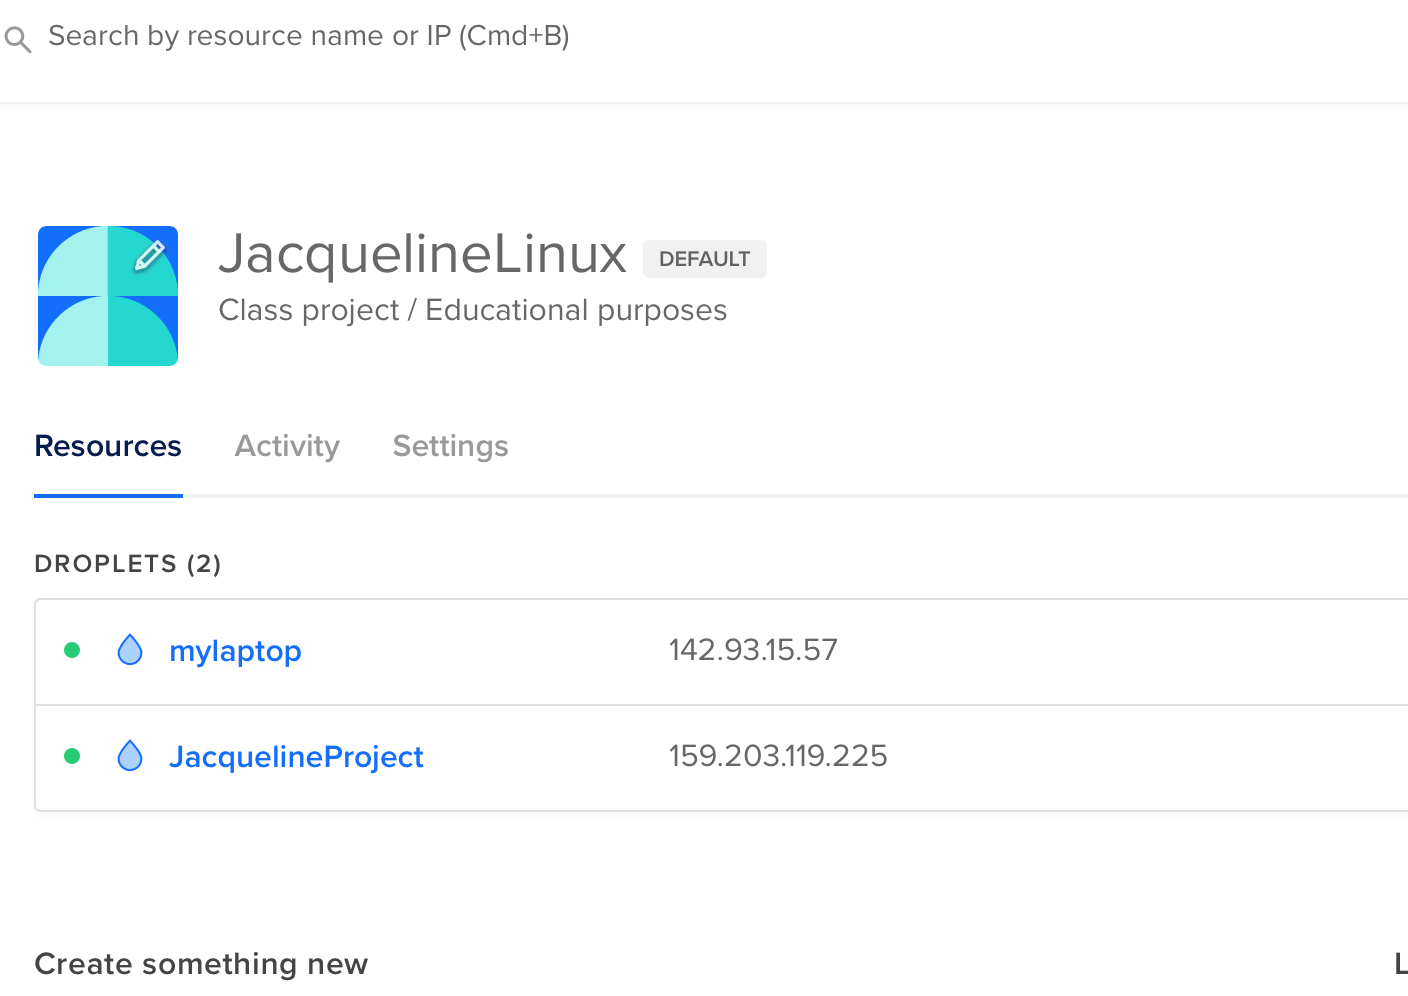 Search by resource name or IP (Cmd+B)
JacquelineLinux DEFAULT
Class project / Educational purposes
Resources Activity Settings
DROPLETS (2)
mylaptop 142.93.15.57
JacquelineProject 159.203.119.225
Create something new L